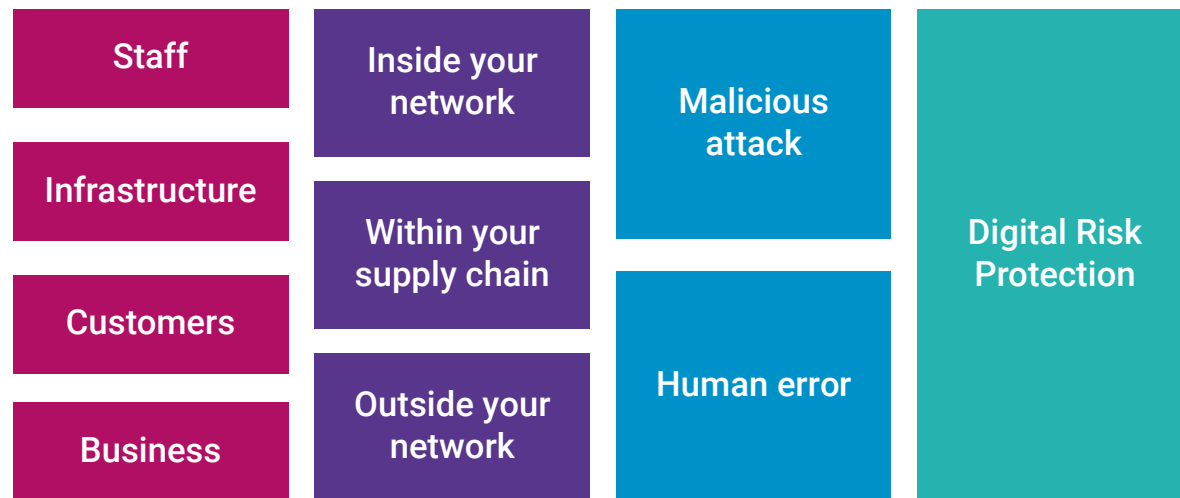 Staff
Infrastructure
Customers
Business
Inside your
network
Within your
supply chain
Outside your
network
Malicious
attack
Human error
Digital Risk
Protection